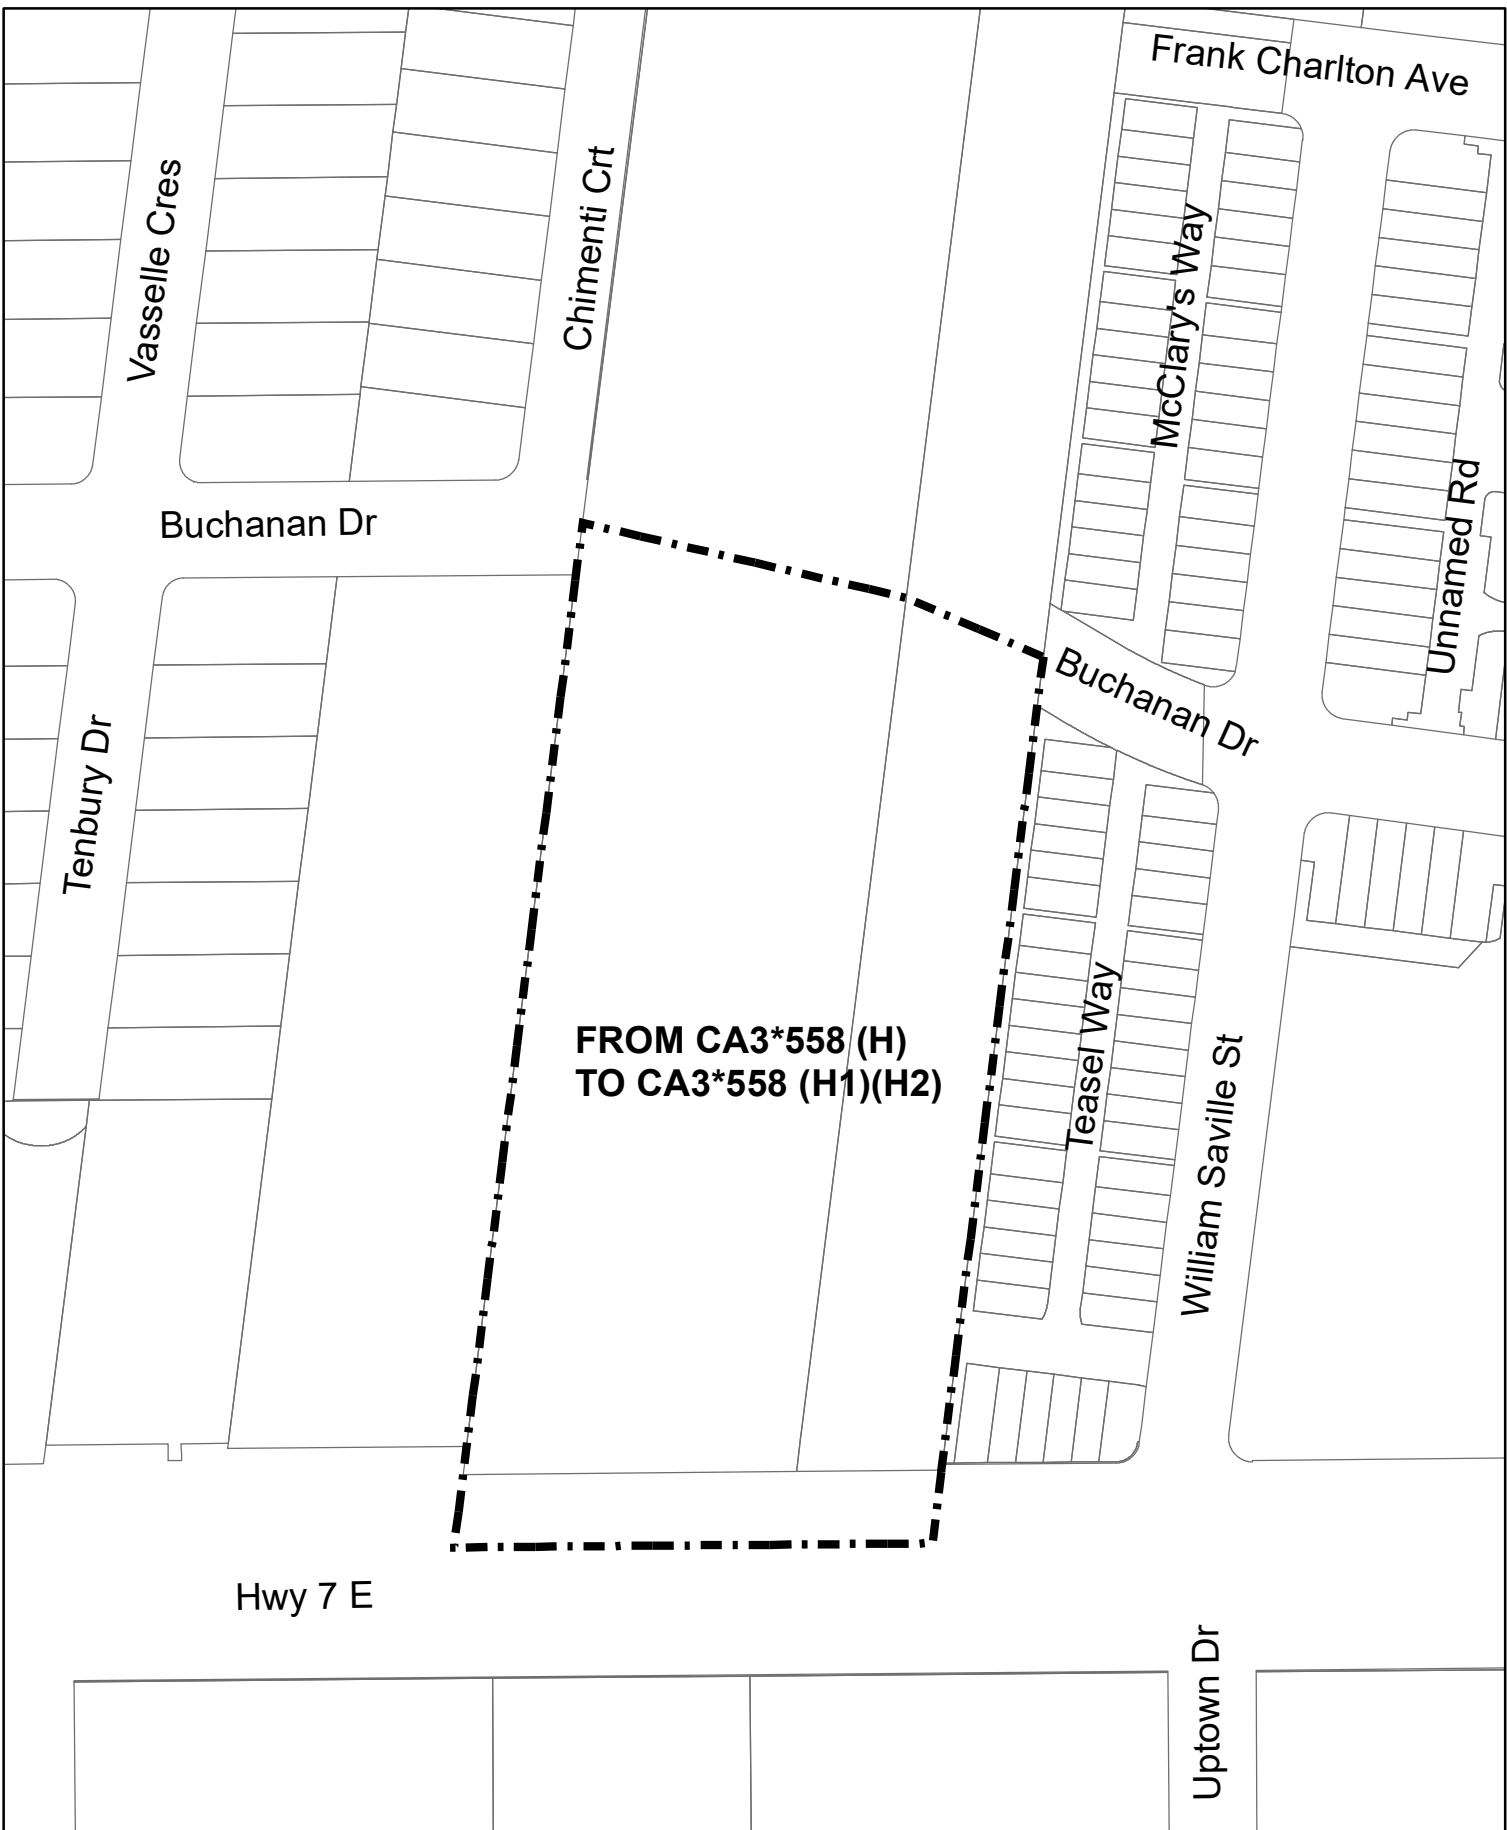 Frank Charlton Ave
Vasselle Cres
Chimenti Crt
McClary's Way
Unnamed Rd
Buchanan Dr
Buchanan Dr
Tenbury Dr
FROM CA3*558 (H)
TO CA3*558 (H1)(H2)
Teasel Way
William Saville St
Hwy 7 E
Uptown Dr